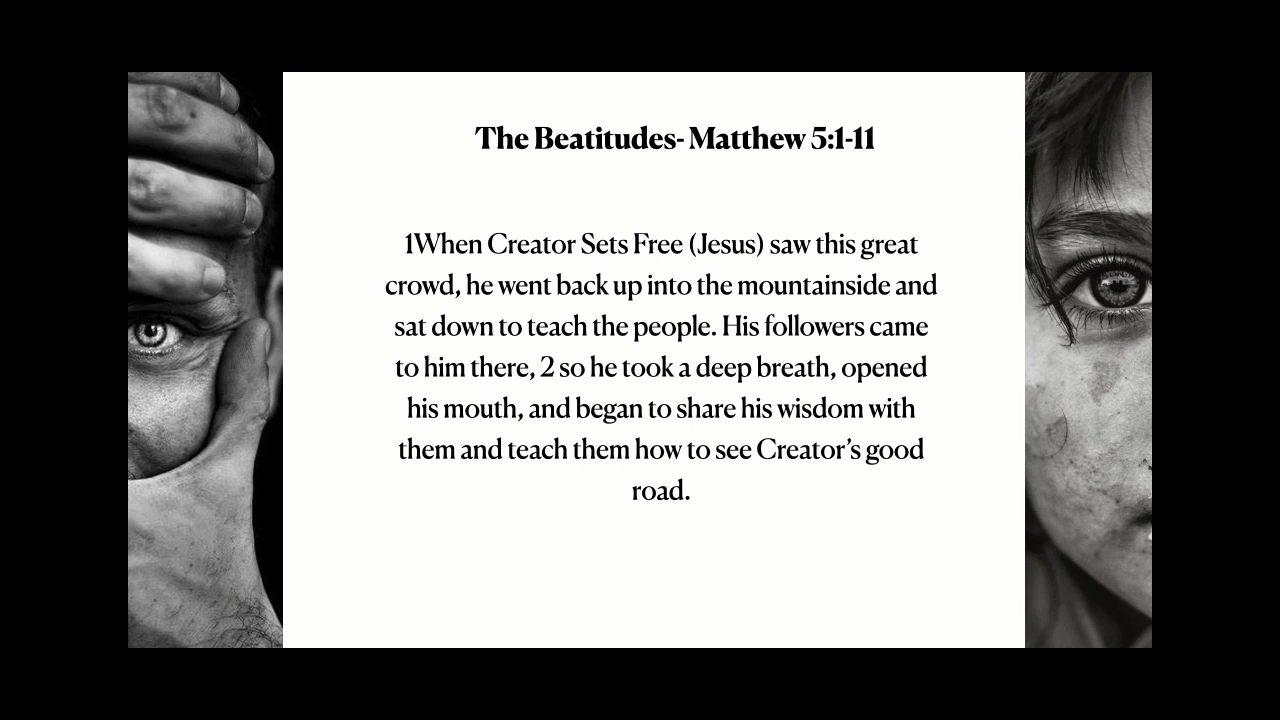 The Beatitudes- Matthew 5:1-11
1When Creator Sets Free (Jesus) saw this great
crowd, he went back up into the mountainside and
sat down to teach the people. His followers came
to him there, 2 so he took a deep breath, opened
his mouth, and began to share his wisdom with
them and teach them how to see Creator’s good
road.